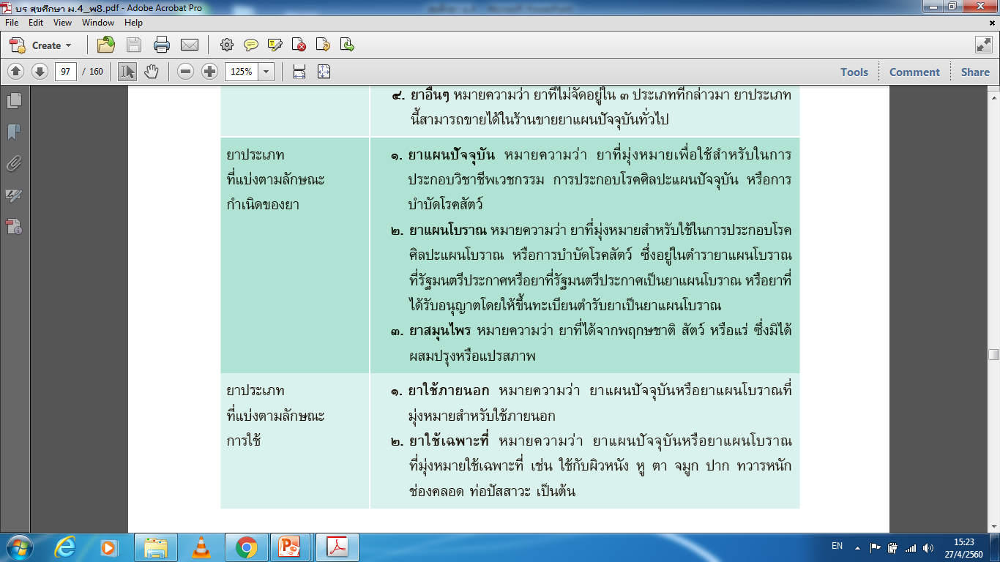 บร สุขศึกษา ม.4_พ8.pdf - Adobe Acrobat Pro
File Edit View Window Help
Create
97 / 160 125% Tools Comment Share
๔. ยาอื่นๆ หมายความว่า ยาที่ไม่จัดอยู่ใน ๓ ประเภทที่กล่าวมา ยาประเภท
นี้สามารถขายได้ในร้านขายยาแผนปัจจุบันทั่วไป
ยาประเภท
ที่แบ่งตามลักษณะ
กำเนิดของยา
๑. ยาแผนปัจจุบัน หมายความว่า ยาที่มุ่งหมายเพื่อใช้สำหรับในการ
ประกอบวิชาชีพเวชกรรม การประกอบโรคศิลปะแผนปัจจุบัน หรือการ
บำบัดโรคสัตว์
๒. ยาแผนโบราณ หมายความว่า ยาที่มุ่งหมายสำหรับใช้ในการประกอบโรค
ศิลปะแผนโบราณ หรือการบำบัดโรคสัตว์ ซึ่งอยู่ในตำรายาแผนโบราณ
ที่รัฐมนตรีประกาศหรือยาที่รัฐมนตรีประกาศเป็นยาแผนโบราณ หรือยาที่
ได้รับอนุญาตโดยให้ขึ้นทะเบียนตำรับยาเป็นยาแผนโบราณ
๓. ยาสมุนไพร หมายความว่า ยาที่ได้จากพฤกษชาติ สัตว์ หรือแร่ ซึ่งมิได้
ผสมปรุงหรือแปรสภาพ
ยาประเภท
ที่แบ่งตามลักษณะ
การใช้
๑. ยาใช้ภายนอก หมายความว่า ยาแผนปัจจุบันหรือยาแผนโบราณที่
มุ่งหมายสำหรับใช้ภายนอก
๒. ยาใช้เฉพาะที่ หมายความว่า ยาแผนปัจจุบันหรือยาแผนโบราณ
ที่มุ่งหมายใช้เฉพาะที่ เช่น ใช้กับผิวหนัง หู ตา จมูก ปาก ทวารหนัก
ช่องคลอด ท่อปัสสาวะ เป็นต้น
EN
15:23
27/4/2560